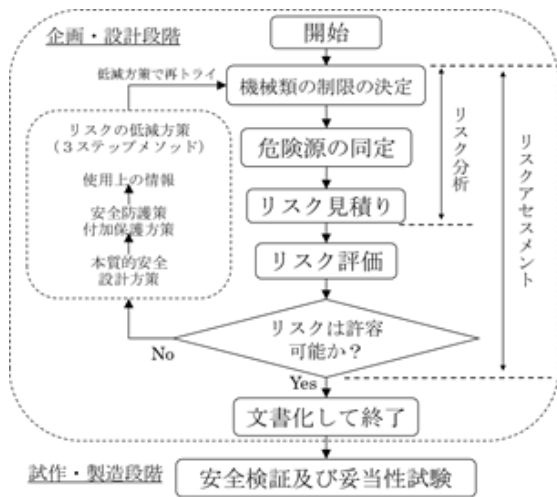 企画・設計段階
開始
低減方策で再トライ
機械類の制限の決定
リスクの低減方策
（３ステップメソッド）
使用上の情報
安全防護策
付加保護方策
本質的安全
設計方策
危険源の同定
リスク見積り
リスク分析
リスク評価
リスクアセスメント
リスクは許容
可能か？
No
Yes
文書化して終了
試作・製造段階
安全検証及び妥当性試験